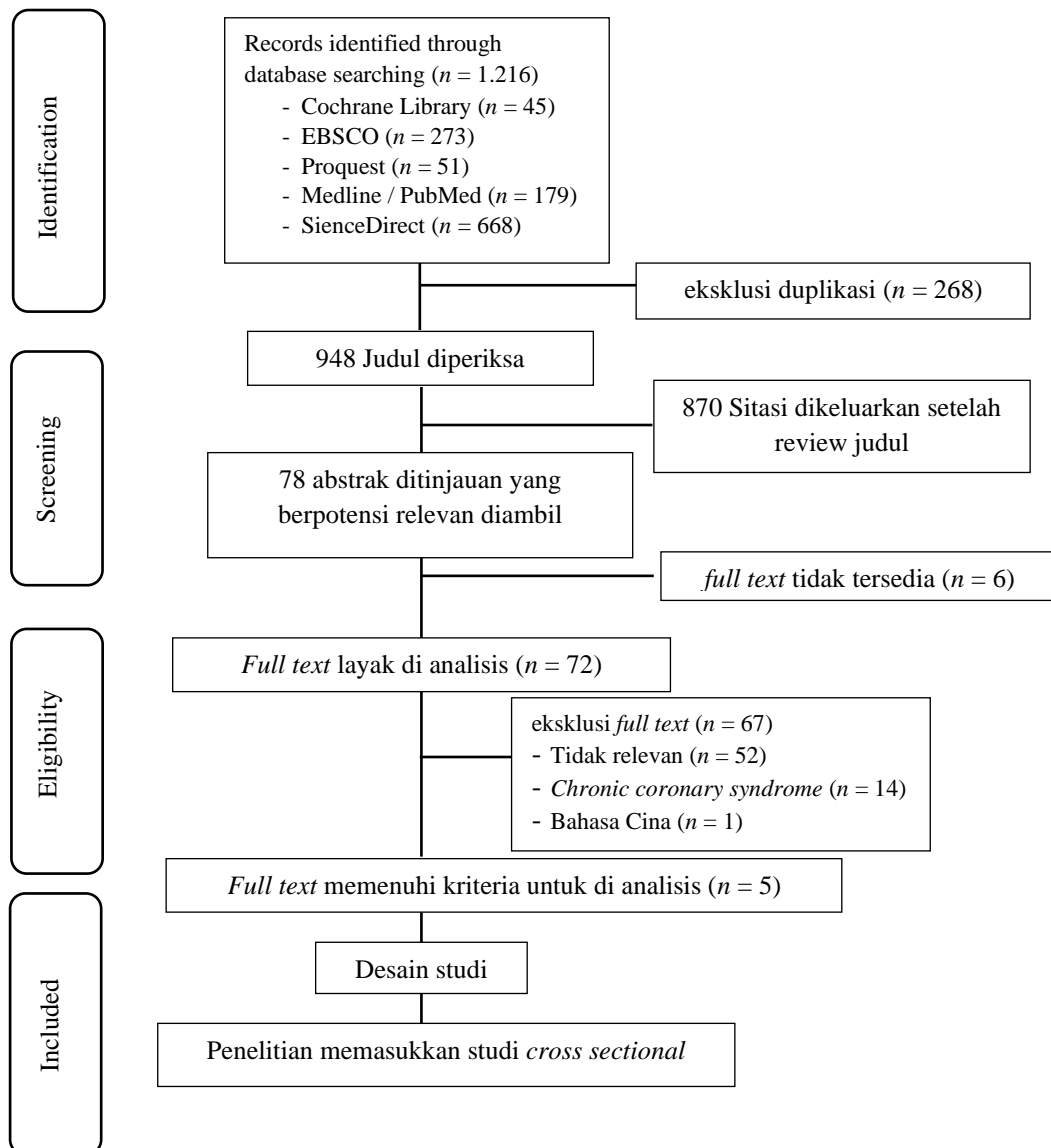 Identification
Records identified through
database searching (n = 1.216)
- Cochrane Library (n = 45)
- EBSCO (n = 273)
- Proquest (n = 51)
- Medline / PubMed (n = 179)
- SienceDirect (n = 668)
eksklusi duplikasi (n = 268)
Screening
948 Judul diperiksa
870 Sitasi dikeluarkan setelah
review judul
78 abstrak ditinjauan yang
berpotensi relevan diambil
full text tidak tersedia (n = 6)
Eligibility
Full text layak di analisis (n = 72)
eksklusi full text (n = 67)
- Tidak relevan (n = 52)
- Chronic coronary syndrome (n = 14)
- Bahasa Cina (n = 1)
Full text memenuhi kriteria untuk di analisis (n = 5)
Included
Desain studi
Penelitian memasukkan studi cross sectional